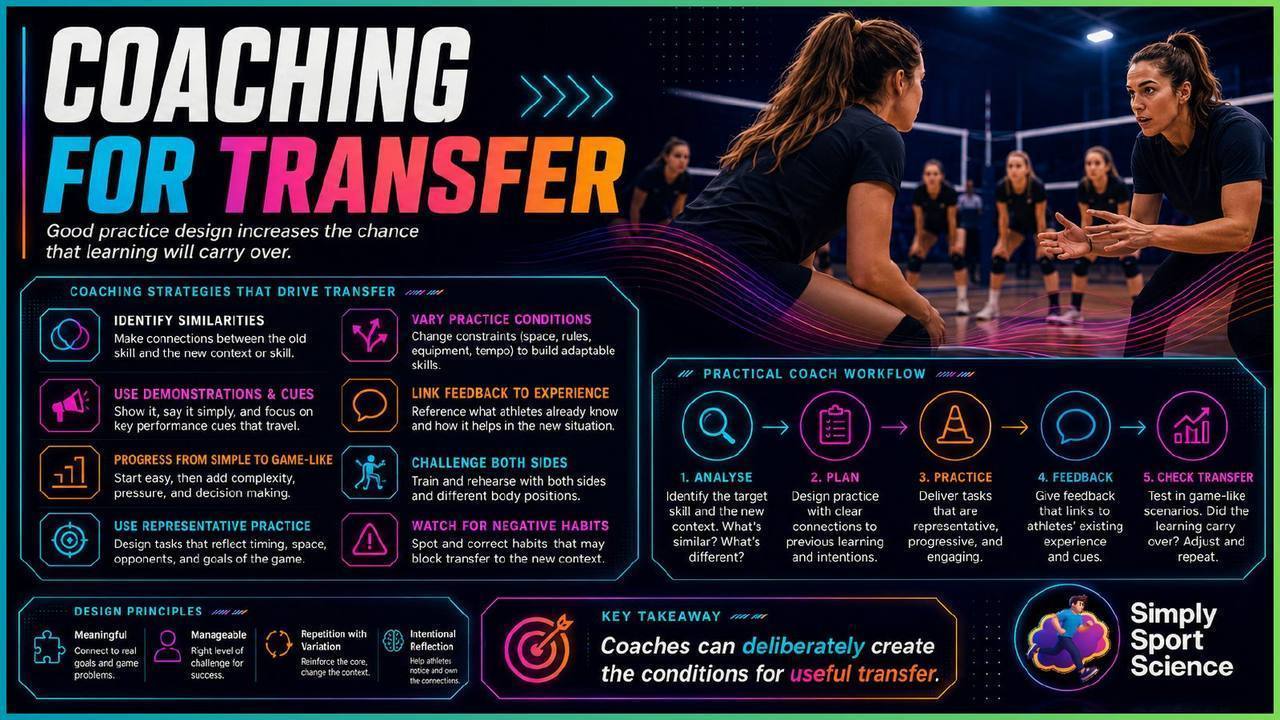 COACHING
FOR TRANSFER
Good practice design increases the chance
that learning will carry over.
COACHING STRATEGIES THAT DRIVE TRANSFER
IDENTIFY SIMILARITIES
Make connections between the old
skill and the new context or skill.
VARY PRACTICE CONDITIONS
Change constraints (space, rules,
equipment, tempo) to build adaptable
skills.
USE DEMONSTRATIONS & CUES
Show it, say it simply, and focus on
key performance cues that travel.
LINK FEEDBACK TO EXPERIENCE
Reference what athletes already know
and how it helps in the new situation.
PROGRESS FROM SIMPLE TO GAME-LIKE
Start easy, then add complexity,
pressure, and decision making.
CHALLENGE BOTH SIDES
Train and rehearse with both sides
and different body positions.
USE REPRESENTATIVE PRACTICE
Design tasks that reflect timing, space,
opponents, and goals of the game.
WATCH FOR NEGATIVE HABITS
Spot and correct habits that may
block transfer to the new context.
PRACTICAL COACH WORKFLOW
1. ANALYSE
Identify the target
skill and the new
context. What's
similar? What's
different?
2. PLAN
Design practice
with clear
connections to
previous learning
and intentions.
3. PRACTICE
Deliver tasks
that are
representative,
progressive, and
engaging.
4. FEEDBACK
Give feedback
that links to
athletes' existing
experience
and cues.
5. CHECK TRANSFER
Test in game-like
scenarios. Did the
learning carry
over? Adjust and
repeat.
DESIGN PRINCIPLES
Meaningful
Connect to real
goals and game
problems.
Manageable
Right level of
challenge for
success.
Repetition with
Variation
Reinforce the core,
change the context.
Intentional
Reflection
Help athletes
notice and own
the connections.
KEY TAKEAWAY
Coaches can deliberately create
the conditions for useful transfer.
Simply
Sport
Science